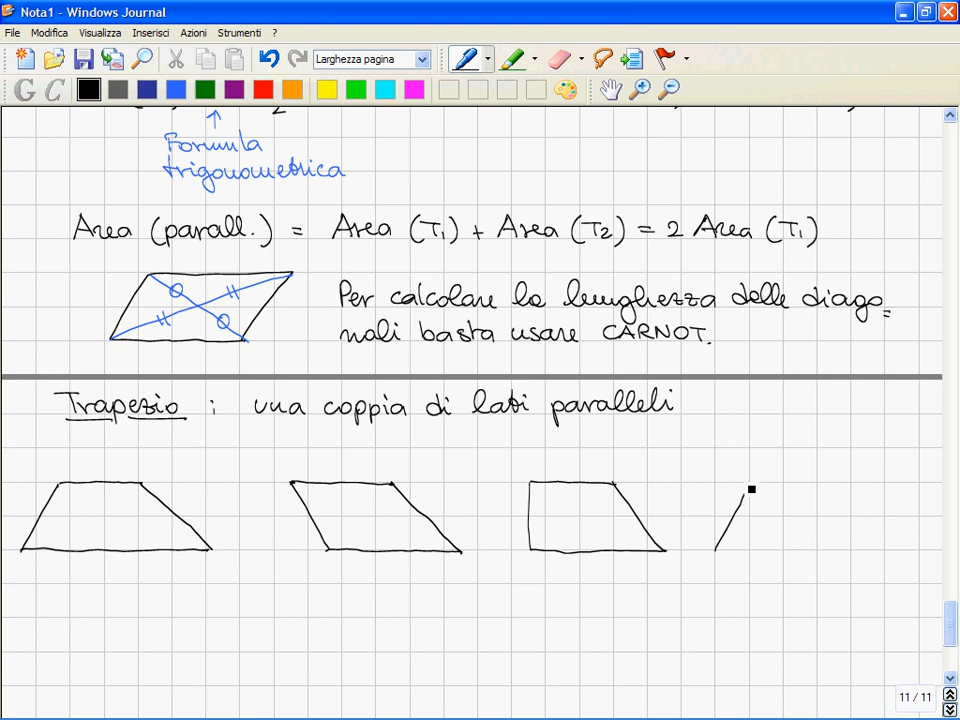 Nota1 - Windows Journal
File Modifica Visualizza Inserisci Azioni Strumenti ?
Larghezza pagina
G C
2
Formula
trigonometrica
Area (parall.) = Area (T1) + Area (T2) = 2 Area (T1)
Per calcolare la lunghezza delle diago=
nali basta usare CARNOT.
Trapezio : una coppia di lati paralleli
11 / 11